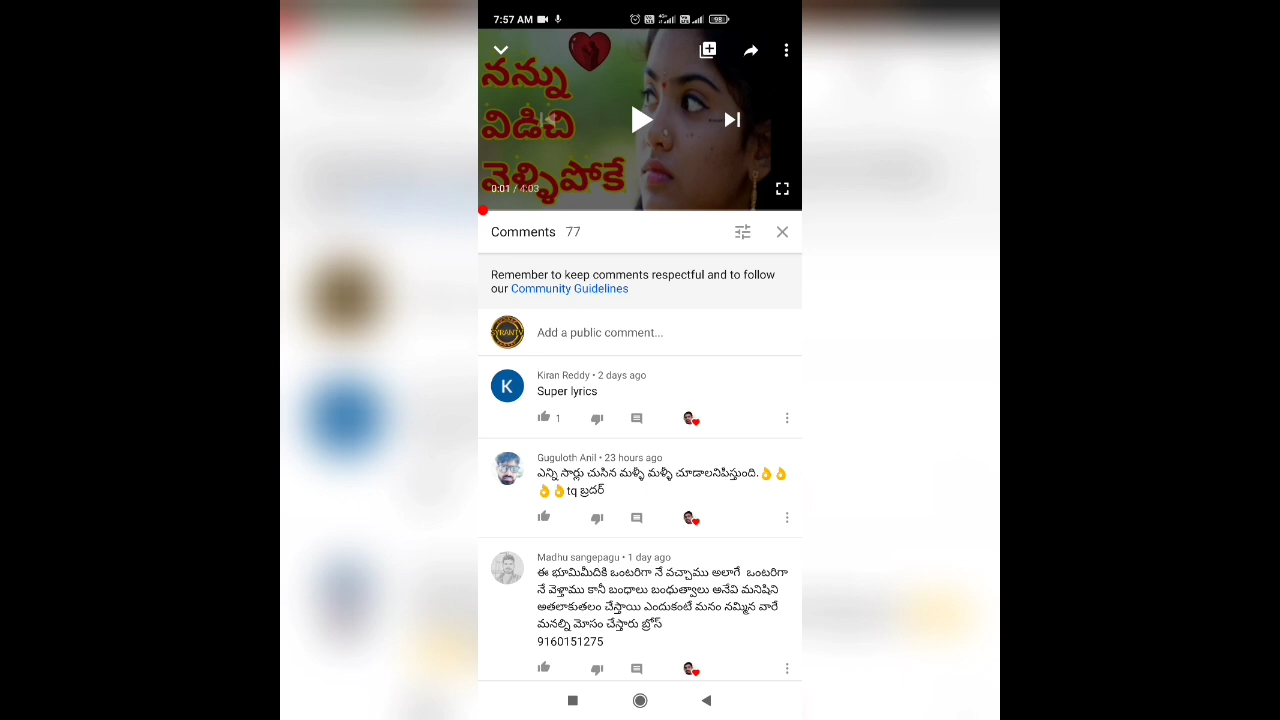 7:57 AM
98
నన్ను
విడిచి
వెళ్ళిపోకే
0:01 / 4:03
Comments 77
Remember to keep comments respectful and to follow
our Community Guidelines
Add a public comment...
K
Kiran Reddy • 2 days ago
Super lyrics
1
Guguloth Anil • 23 hours ago
ఎన్ని సార్లు చుసిన మళ్ళీ మళ్ళీ చూడాలనిపిస్తుంది.👌👌
👌👌tq బ్రదర్
Madhu sangepagu • 1 day ago
ఈ భూమిమీదికి ఒంటరిగా నే వచ్చాము అలాగే ఒంటరిగా
నే వెళ్తాము కానీ బంధాలు బంధుత్వాలు అనేవి మనిషిని
అతలాకుతలం చేస్తాయి ఎందుకంటే మనం నమ్మిన వారే
మనల్ని మోసం చేస్తారు బ్రోస్
9160151275